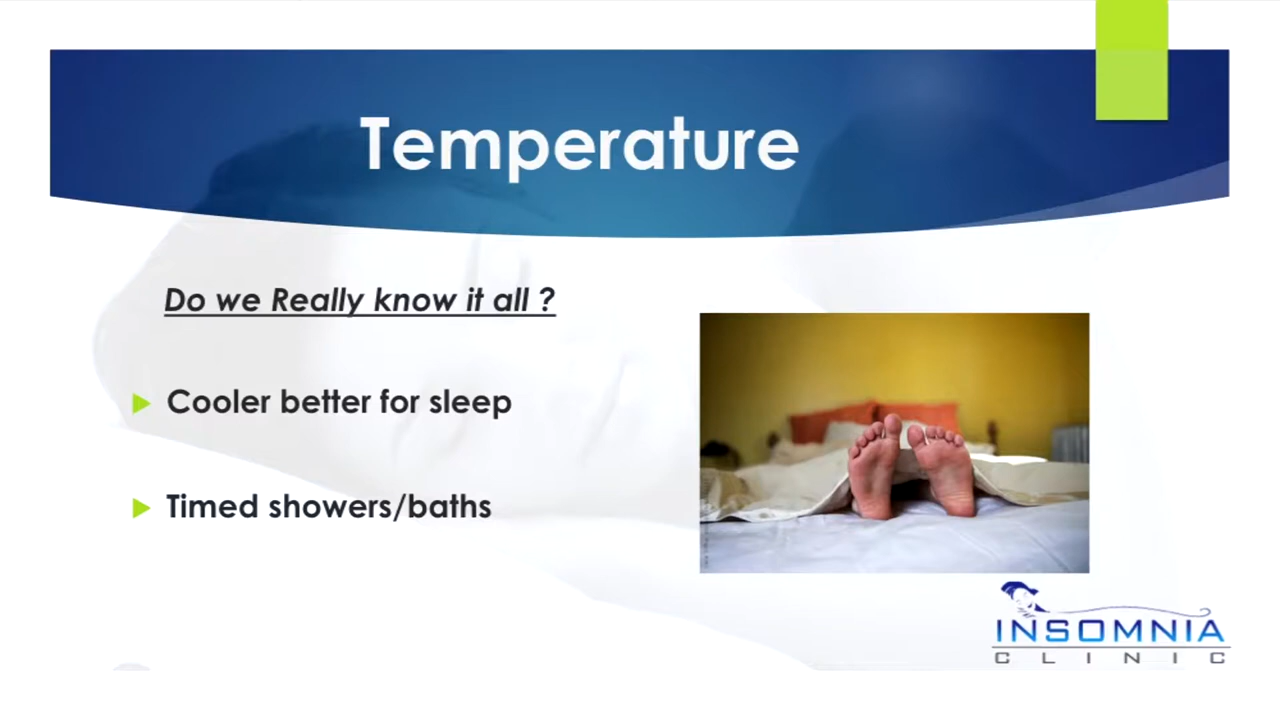 Temperature
Do we Really know it all ?
Cooler better for sleep
Timed showers/baths
INSOMNIA
CLINIC